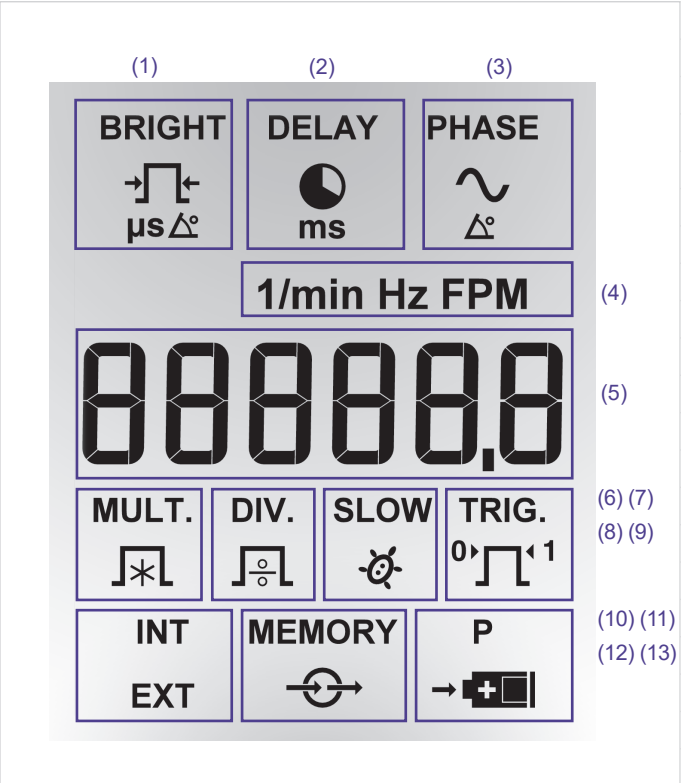 (1) (2) (3)
BRIGHT DELAY PHASE
µs ms
1/min Hz FPM (4)
888888,8 (5)
MULT. DIV. SLOW TRIG. (6) (7)
0 1 (8) (9)
INT MEMORY P (10) (11)
EXT (12) (13)